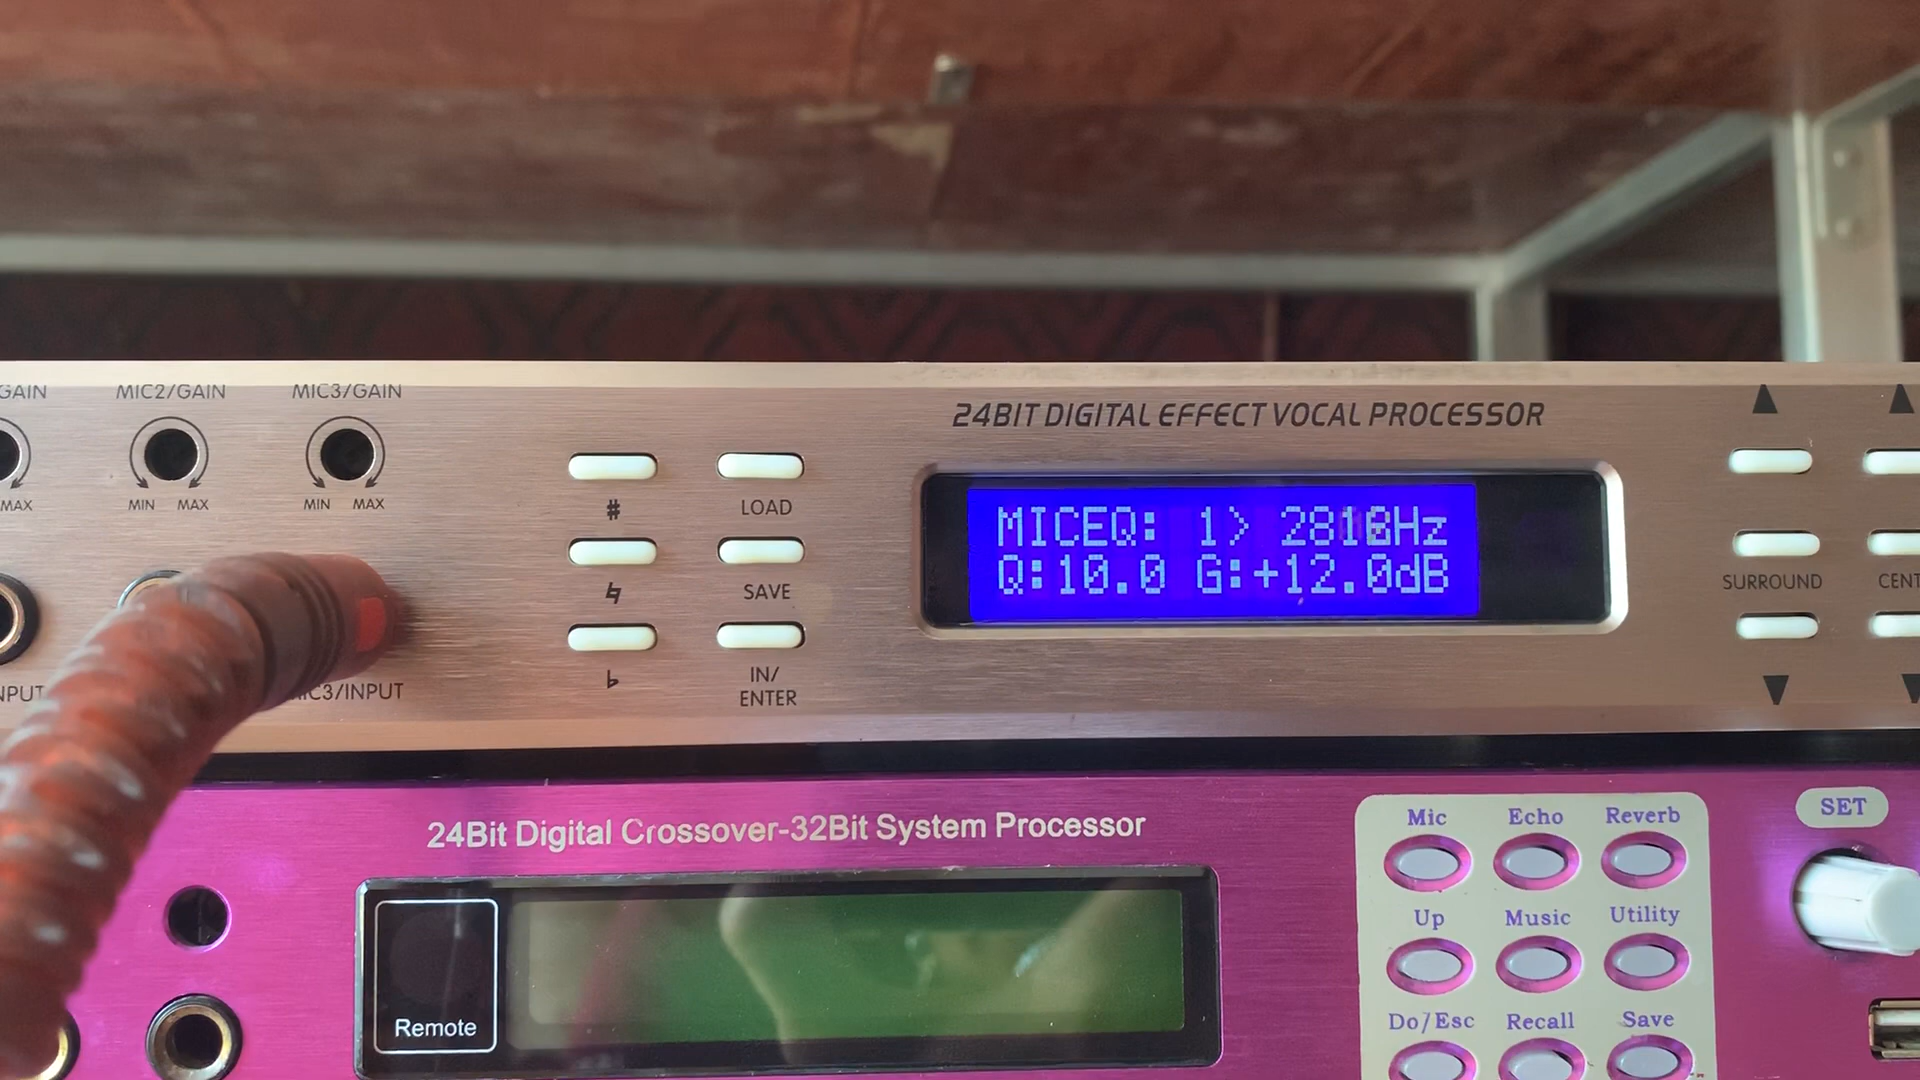 GAIN
MIC2/GAIN
MIC3/GAIN
MAX
MIN MAX
MIN MAX
MIC3/INPUT
#
LOAD
♮
SAVE
♭
IN/
ENTER
24BIT DIGITAL EFFECT VOCAL PROCESSOR
MICEQ: 1>
Q:10.0 G:+12.0dB
SURROUND
CENT
24Bit Digital Crossover-32Bit System Processor
Remote
Mic Echo Reverb
Up Music Utility
Do/Esc Recall Save
SET